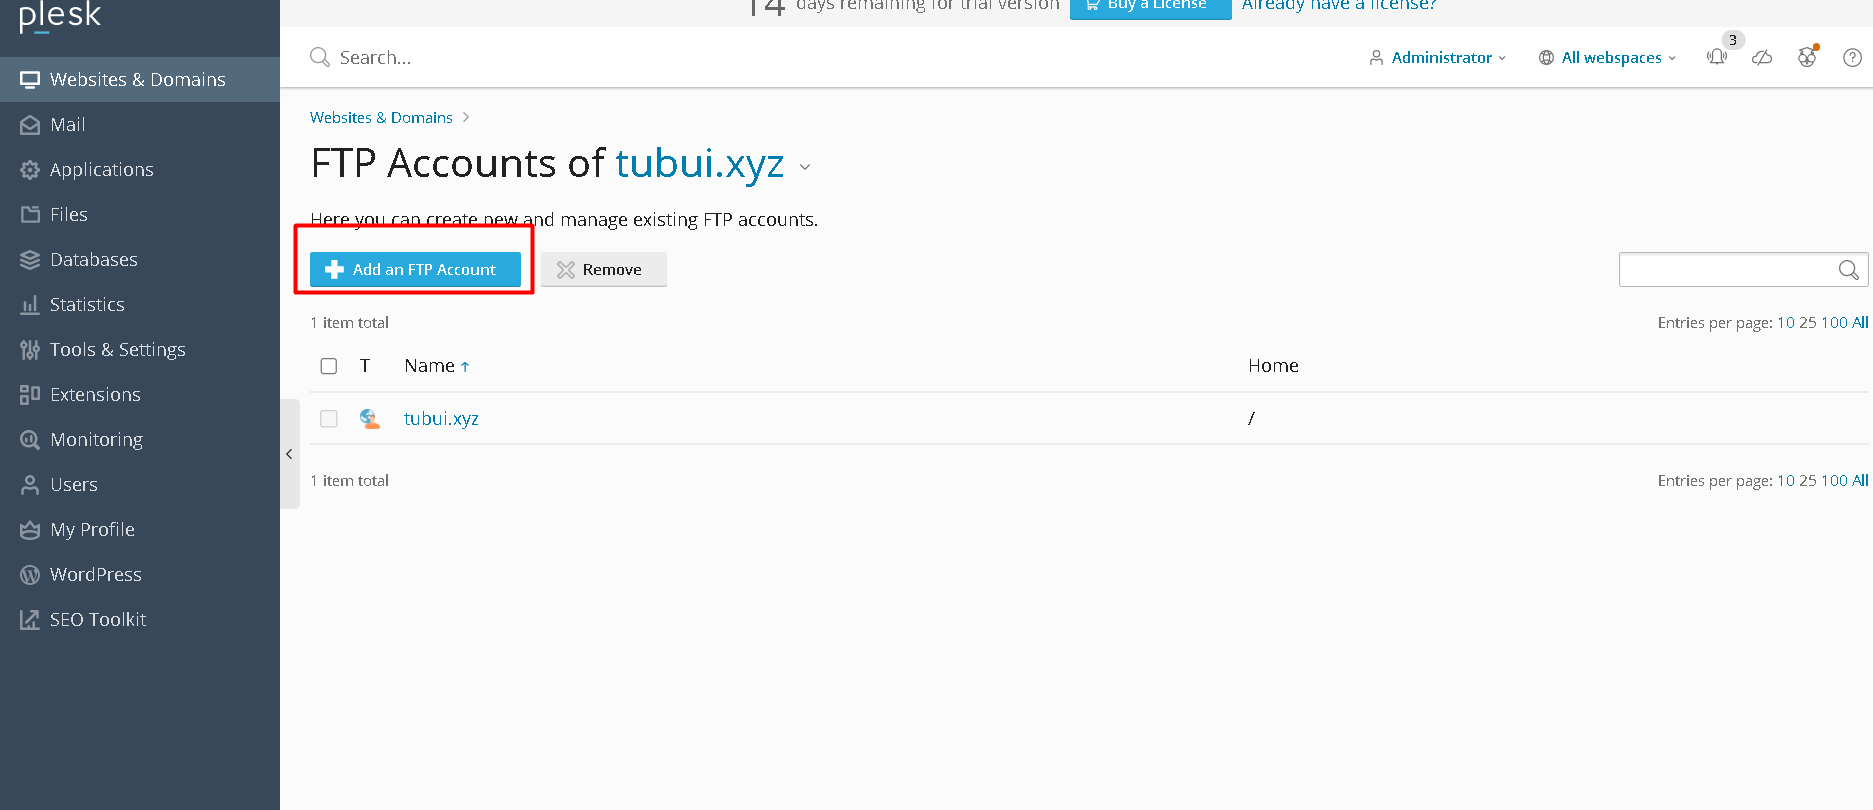 plesk
14 days remaining for trial version Buy a License Already have a license?
Search...
Administrator
All webspaces
3
Websites & Domains
Mail
Applications
Files
Databases
Statistics
Tools & Settings
Extensions
Monitoring
Users
My Profile
WordPress
SEO Toolkit
Websites & Domains
FTP Accounts of tubui.xyz
Here you can create new and manage existing FTP accounts.
Add an FTP Account Remove
1 item total Entries per page: 10 25 100 All
T Name ↑ Home
tubui.xyz /
1 item total Entries per page: 10 25 100 All